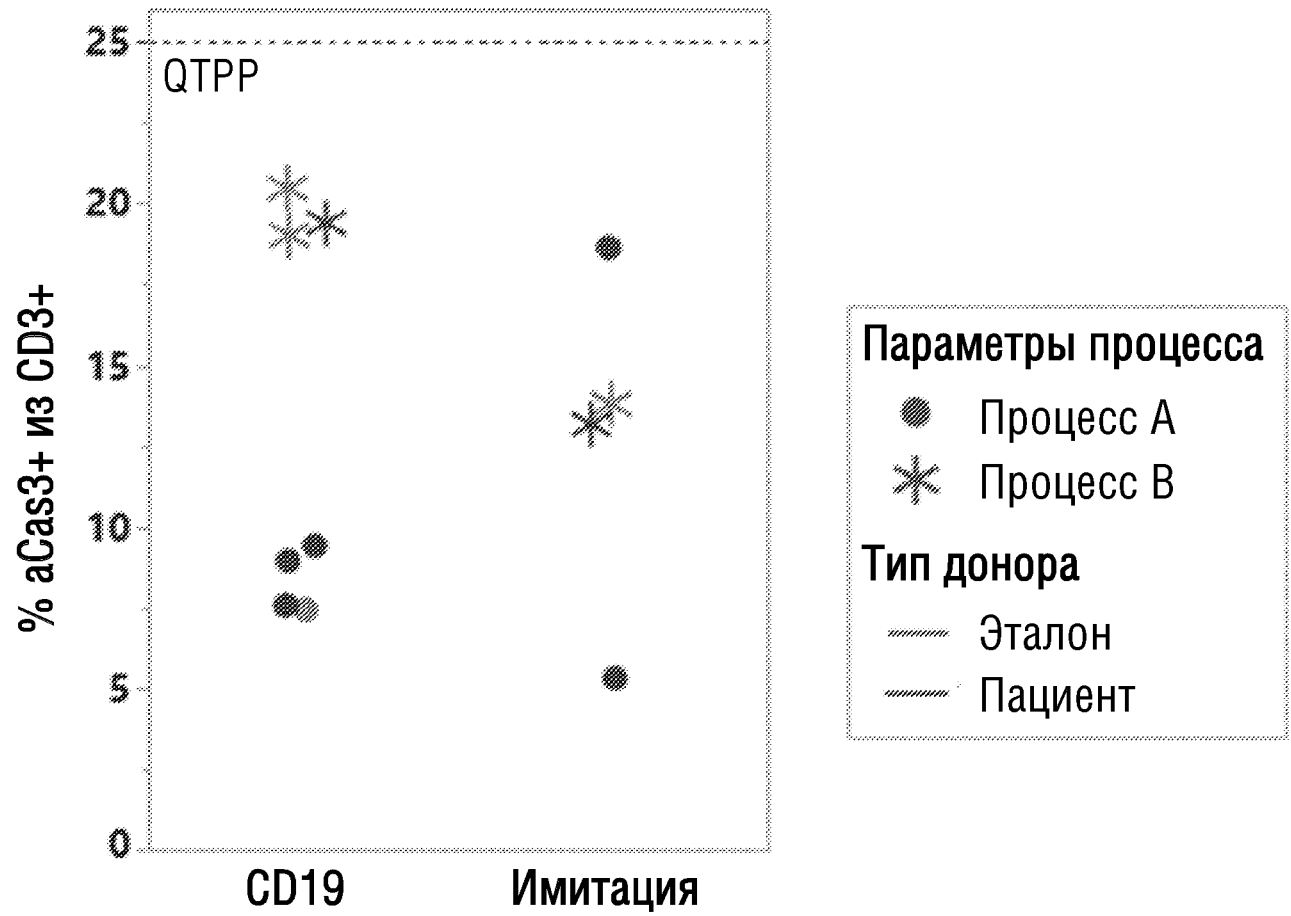 % aCas3+ из CD3+
25
20
15
10
5
0
QTPP
CD19
Имитация
Параметры процесса
Процесс A
Процесс B
Тип донора
Эталон
Пациент